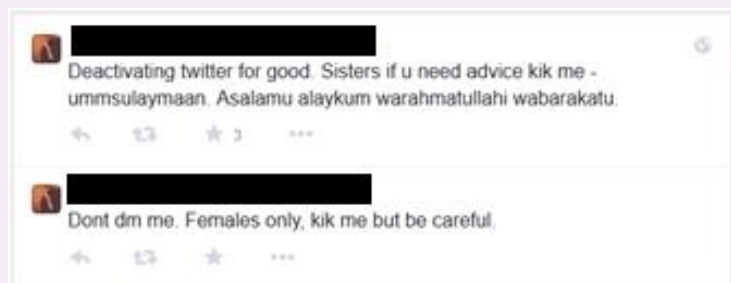 Deactivating twitter for good. Sisters if u need advice kik me -
ummsulaymaan. Asalamu alaykum warahmatullahi wabarakatu.
3
Dont dm me. Females only, kik me but be careful.